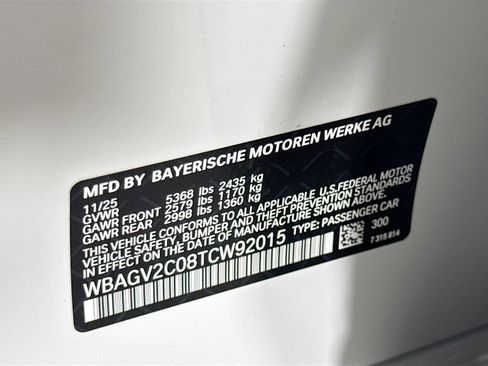 MFD BY BAYERISCHE MOTOREN WERKE AG
11/25
GVWR 5368 lbs 2435 kg
GAWR FRONT 2579 lbs 1170 kg
GAWR REAR 2998 lbs 1360 kg
THIS VEHICLE CONFORMS TO ALL APPLICABLE U.S. FEDERAL MOTOR
VEHICLE SAFETY, BUMPER, AND THEFT PREVENTION STANDARDS
IN EFFECT ON THE DATE OF MANUFACTURE SHOWN ABOVE.
WBAGV2C08TCW92015 TYPE: PASSENGER CAR
300
7 315 814